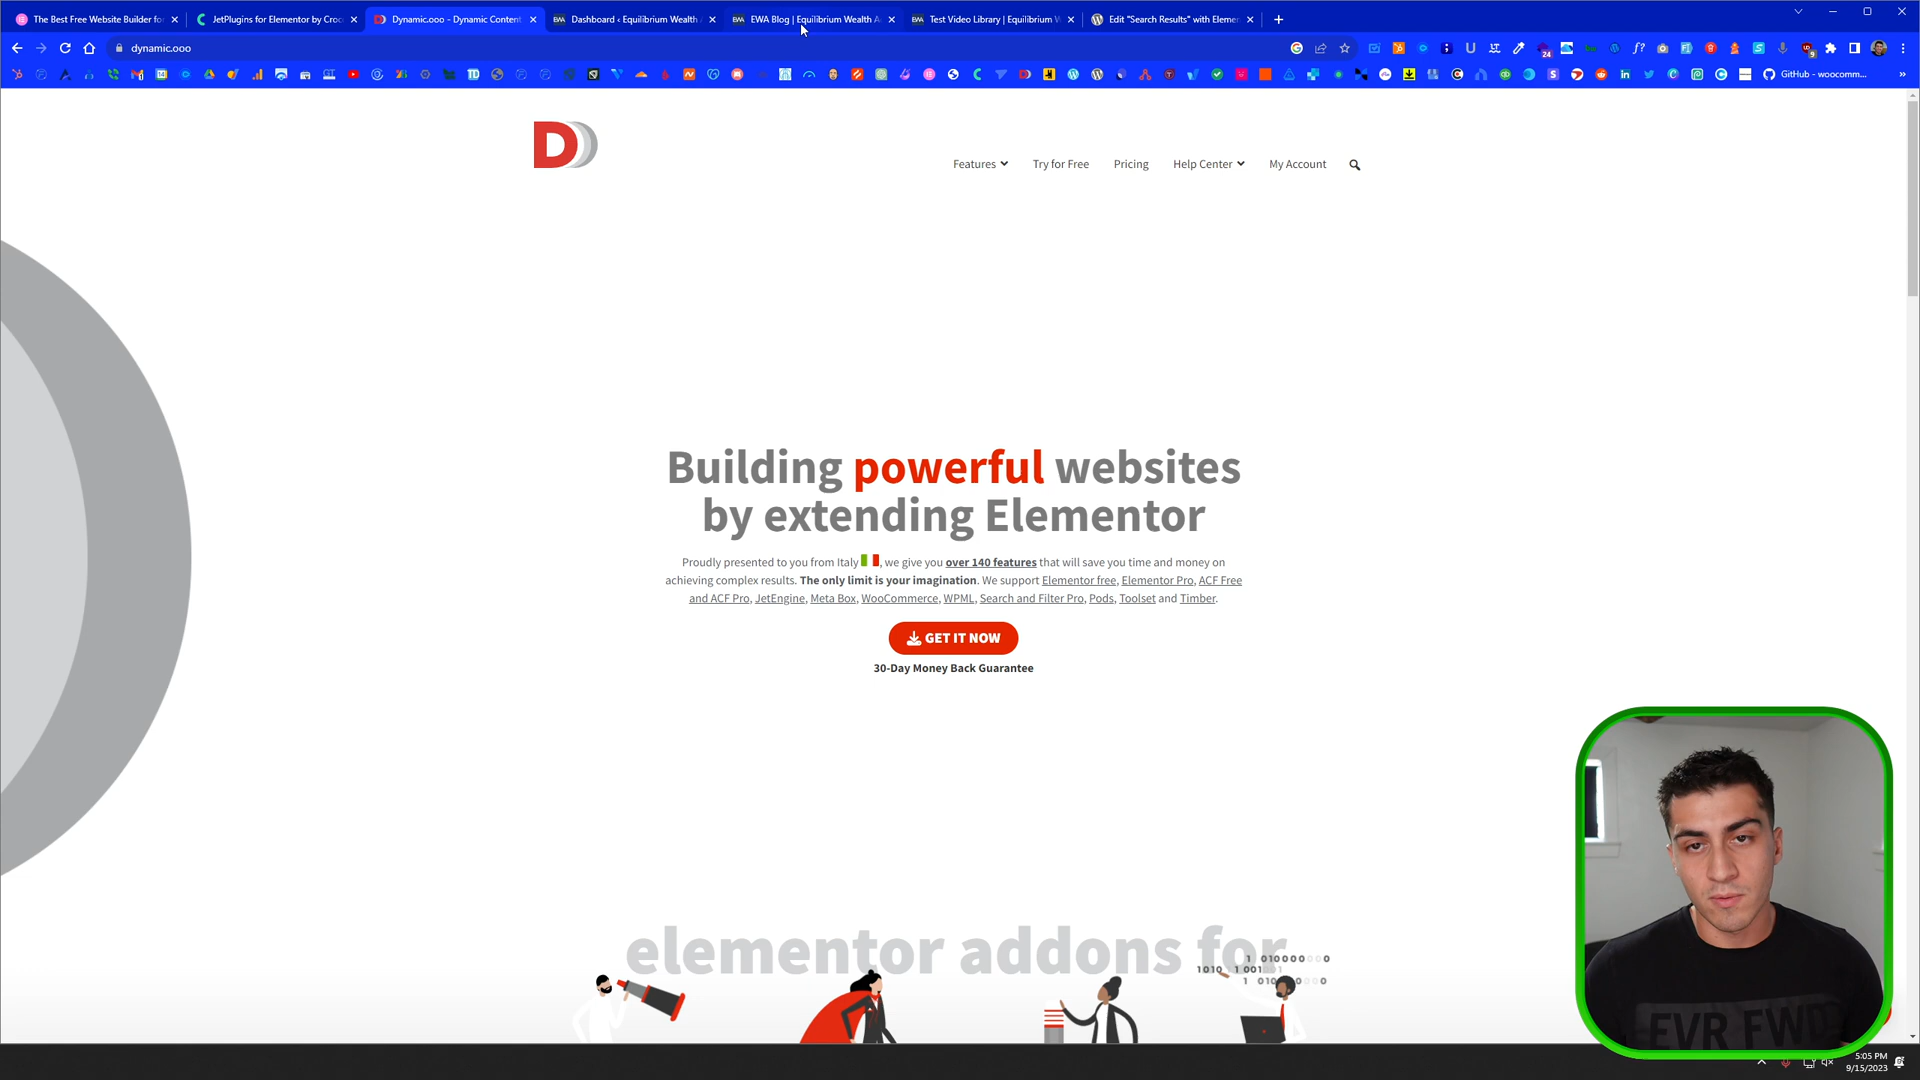 The Best Free Website Builder for
JetPlugins for Elementor by Croc
Dynamic.ooo - Dynamic Content
Dashboard ‹ Equilibrium Wealth
EWA Blog | Equilibrium Wealth A
Test Video Library | Equilibrium W
Edit "Search Results" with Elemen
dynamic.ooo
24
9
GitHub - woocomm...
D
Features
Try for Free
Pricing
Help Center
My Account
Building powerful websites
by extending Elementor
Proudly presented to you from Italy , we give you over 140 features that will save you time and money on
achieving complex results. The only limit is your imagination. We support Elementor free, Elementor Pro, ACF Free
and ACF Pro, JetEngine, Meta Box, WooCommerce, WPML, Search and Filter Pro, Pods, Toolset and Timber.
GET IT NOW
30-Day Money Back Guarantee
elementor addons for
EVR FWD
5:05 PM
9/15/2023